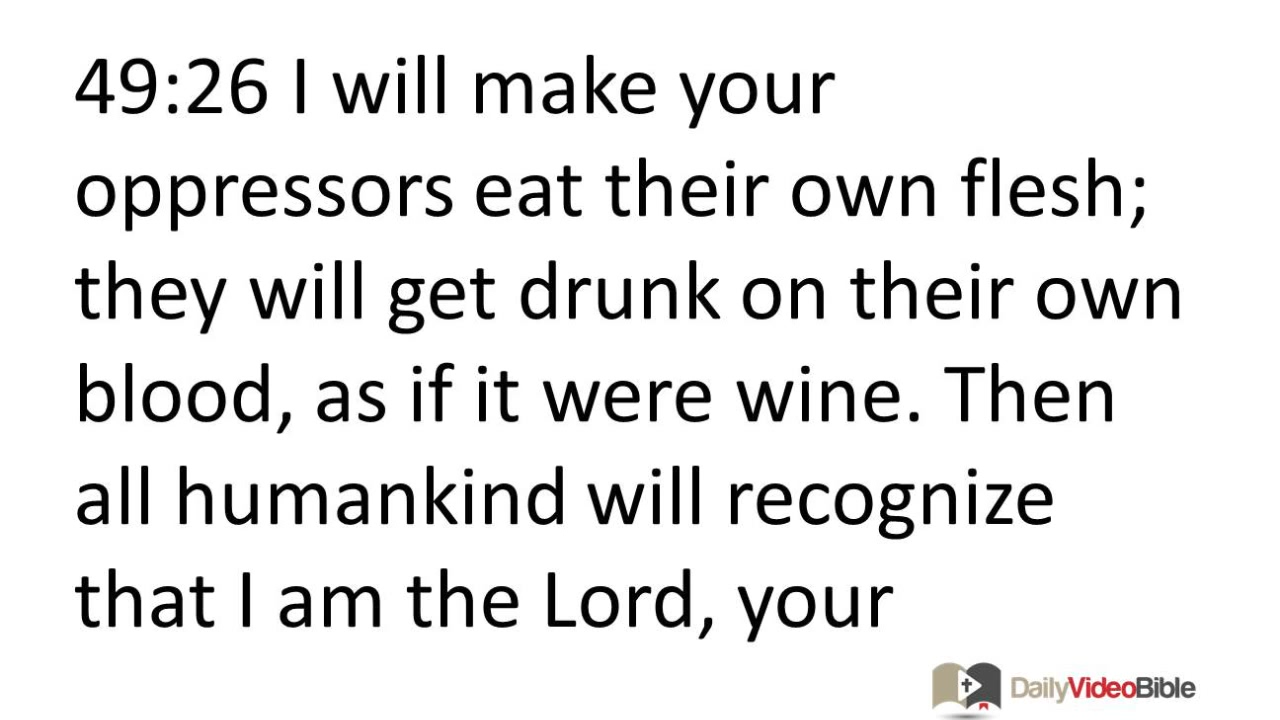 49:26 I will make your
oppressors eat their own flesh;
they will get drunk on their own
blood, as if it were wine. Then
all humankind will recognize
that I am the Lord, your
DailyVideoBible